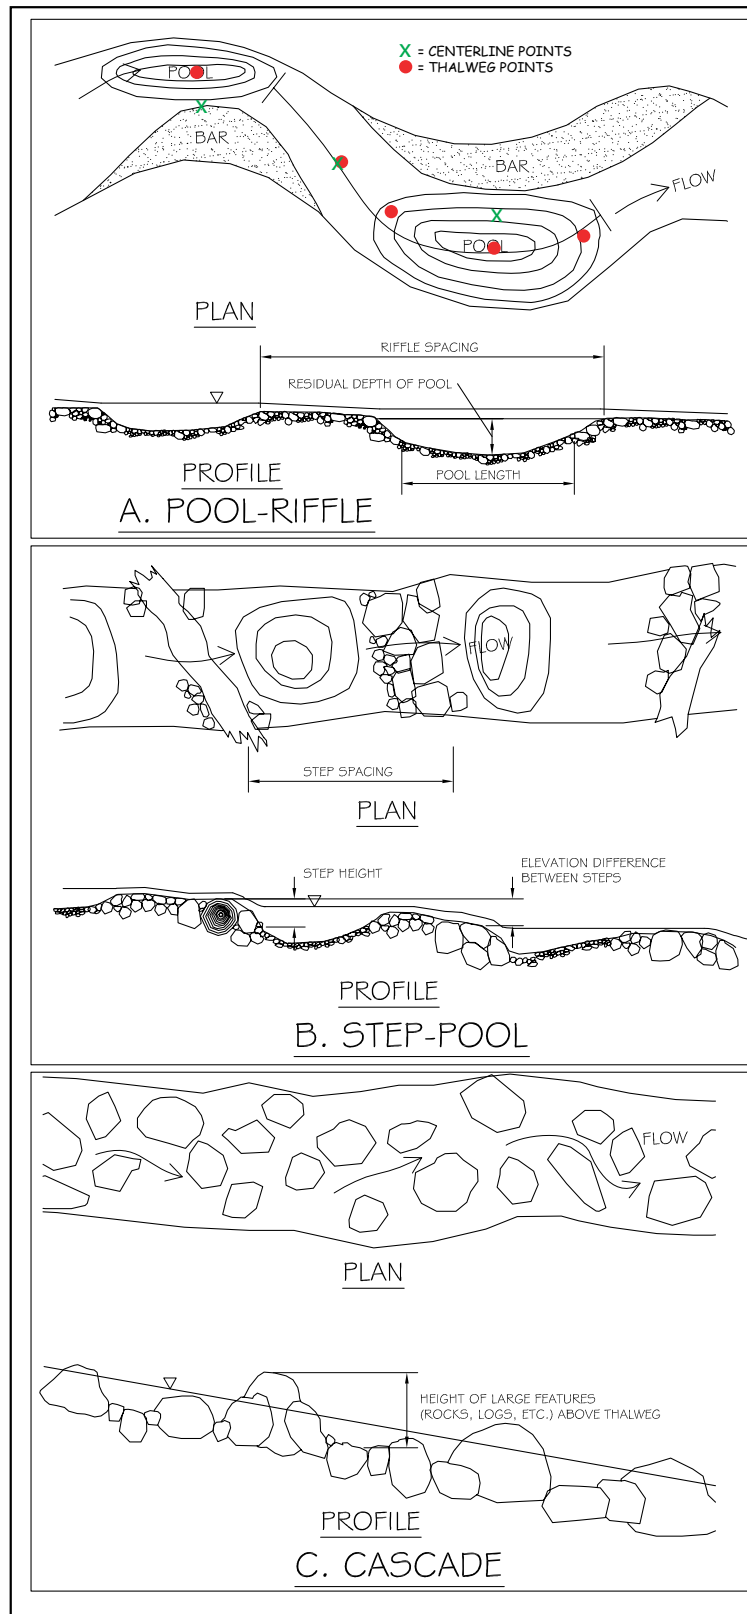 X = CENTERLINE POINTS
= THALWEG POINTS
POOL
BAR
BAR
FLOW
X
X
X
POOL
PLAN
RIFFLE SPACING
RESIDUAL DEPTH OF POOL
POOL LENGTH
PROFILE
A. POOL-RIFFLE
FLOW
STEP SPACING
PLAN
STEP HEIGHT
ELEVATION DIFFERENCE
BETWEEN STEPS
PROFILE
B. STEP-POOL
FLOW
PLAN
HEIGHT OF LARGE FEATURES
(ROCKS, LOGS, ETC.) ABOVE THALWEG
PROFILE
C. CASCADE